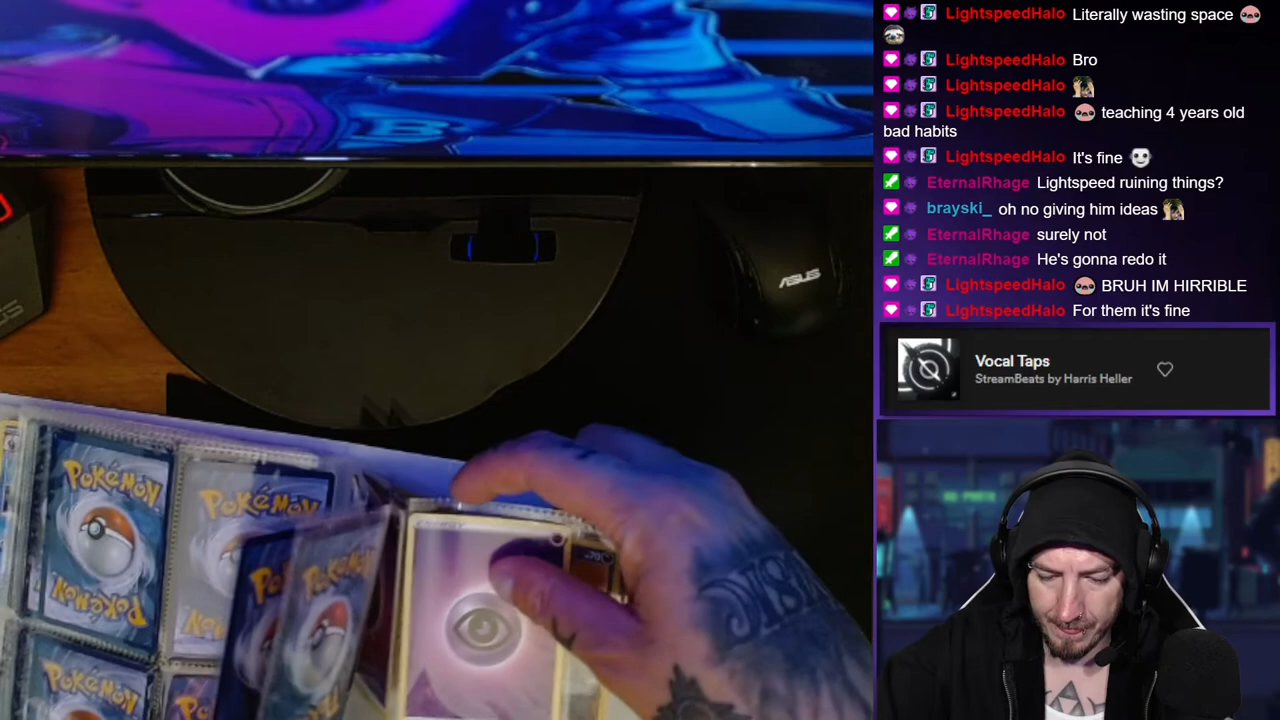 LightspeedHalo Literally wasting space
LightspeedHalo Bro
LightspeedHalo
LightspeedHalo teaching 4 years old
bad habits
LightspeedHalo It's fine
EternalRhage Lightspeed ruining things?
brayski_ oh no giving him ideas
EternalRhage surely not
EternalRhage He's gonna redo it
LightspeedHalo BRUH IM HIRRIBLE
LightspeedHalo For them it's fine
Vocal Taps
StreamBeats by Harris Heller
ASUS
POKéMON
POKéMON
POKéMON
POKéMON